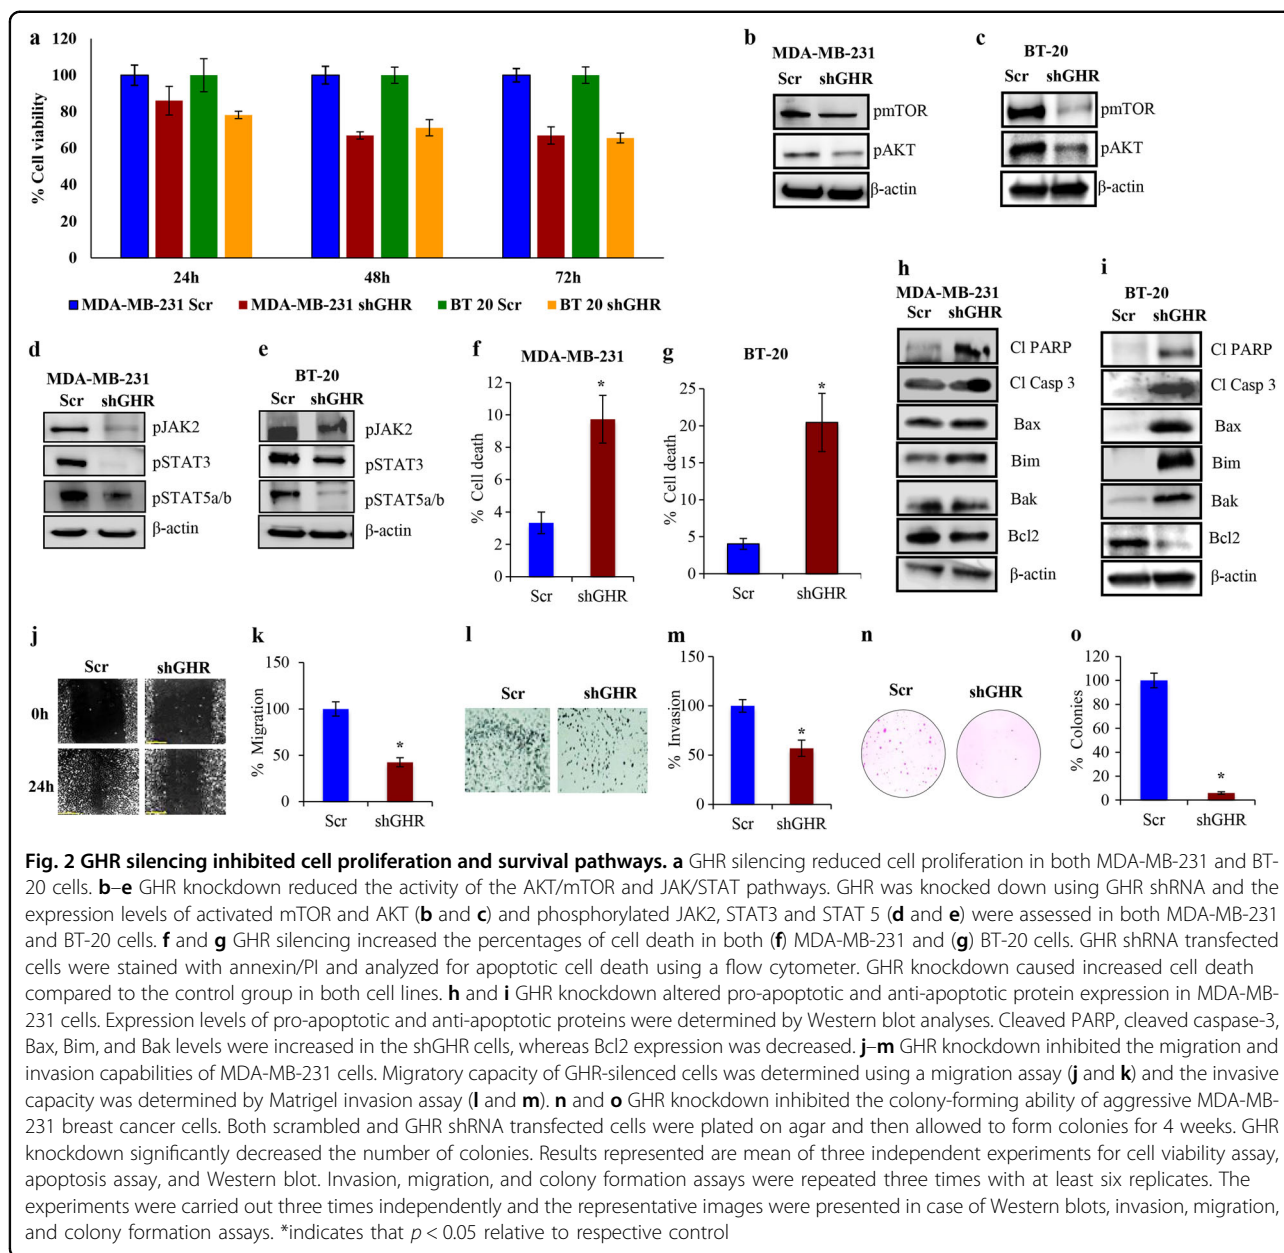 a
120
100
80
60
40
20
0
% Cell viability
24h 48h 72h
MDA-MB-231 Scr MDA-MB-231 shGHR BT 20 Scr BT 20 shGHR
b
MDA-MB-231
Scr shGHR
pmTOR
pAKT
β-actin
c
BT-20
Scr shGHR
pmTOR
pAKT
β-actin
d
MDA-MB-231
Scr shGHR
pJAK2
pSTAT3
pSTAT5a/b
β-actin
e
BT-20
Scr shGHR
pJAK2
pSTAT3
pSTAT5a/b
β-actin
f
MDA-MB-231
12
10
8
6
4
2
0
% Cell death
*
Scr shGHR
g
BT-20
25
20
15
10
5
0
% Cell death
*
Scr shGHR
h
MDA-MB-231
Scr shGHR
Cl PARP
Cl Casp 3
Bax
Bim
Bak
Bcl2
β-actin
i
BT-20
Scr shGHR
Cl PARP
Cl Casp 3
Bax
Bim
Bak
Bcl2
β-actin
j
Scr shGHR
0h
24h
k
150
100
50
0
% Migration
*
Scr shGHR
l
Scr shGHR
m
150
100
50
0
% Invasion
*
Scr shGHR
n
Scr shGHR
o
120
100
80
60
40
20
0
% Colonies
*
Scr shGHR
Fig. 2 GHR silencing inhibited cell proliferation and survival pathways. a GHR silencing reduced cell proliferation in both MDA-MB-231 and BT-
20 cells. b–e GHR knockdown reduced the activity of the AKT/mTOR and JAK/STAT pathways. GHR was knocked down using GHR shRNA and the
expression levels of activated mTOR and AKT (b and c) and phosphorylated JAK2, STAT3 and STAT 5 (d and e) were assessed in both MDA-MB-231
and BT-20 cells. f and g GHR silencing increased the percentages of cell death in both (f) MDA-MB-231 and (g) BT-20 cells. GHR shRNA transfected
cells were stained with annexin/PI and analyzed for apoptotic cell death using a flow cytometer. GHR knockdown caused increased cell death
compared to the control group in both cell lines. h and i GHR knockdown altered pro-apoptotic and anti-apoptotic protein expression in MDA-MB-
231 cells. Expression levels of pro-apoptotic and anti-apoptotic proteins were determined by Western blot analyses. Cleaved PARP, cleaved caspase-3,
Bax, Bim, and Bak levels were increased in the shGHR cells, whereas Bcl2 expression was decreased. j–m GHR knockdown inhibited the migration and
invasion capabilities of MDA-MB-231 cells. Migratory capacity of GHR-silenced cells was determined using a migration assay (j and k) and the invasive
capacity was determined by Matrigel invasion assay (l and m). n and o GHR knockdown inhibited the colony-forming ability of aggressive MDA-MB-
231 breast cancer cells. Both scrambled and GHR shRNA transfected cells were plated on agar and then allowed to form colonies for 4 weeks. GHR
knockdown significantly decreased the number of colonies. Results represented are mean of three independent experiments for cell viability assay,
apoptosis assay, and Western blot. Invasion, migration, and colony formation assays were repeated three times with at least six replicates. The
experiments were carried out three times independently and the representative images were presented in case of Western blots, invasion, migration,
and colony formation assays. *indicates that p < 0.05 relative to respective control